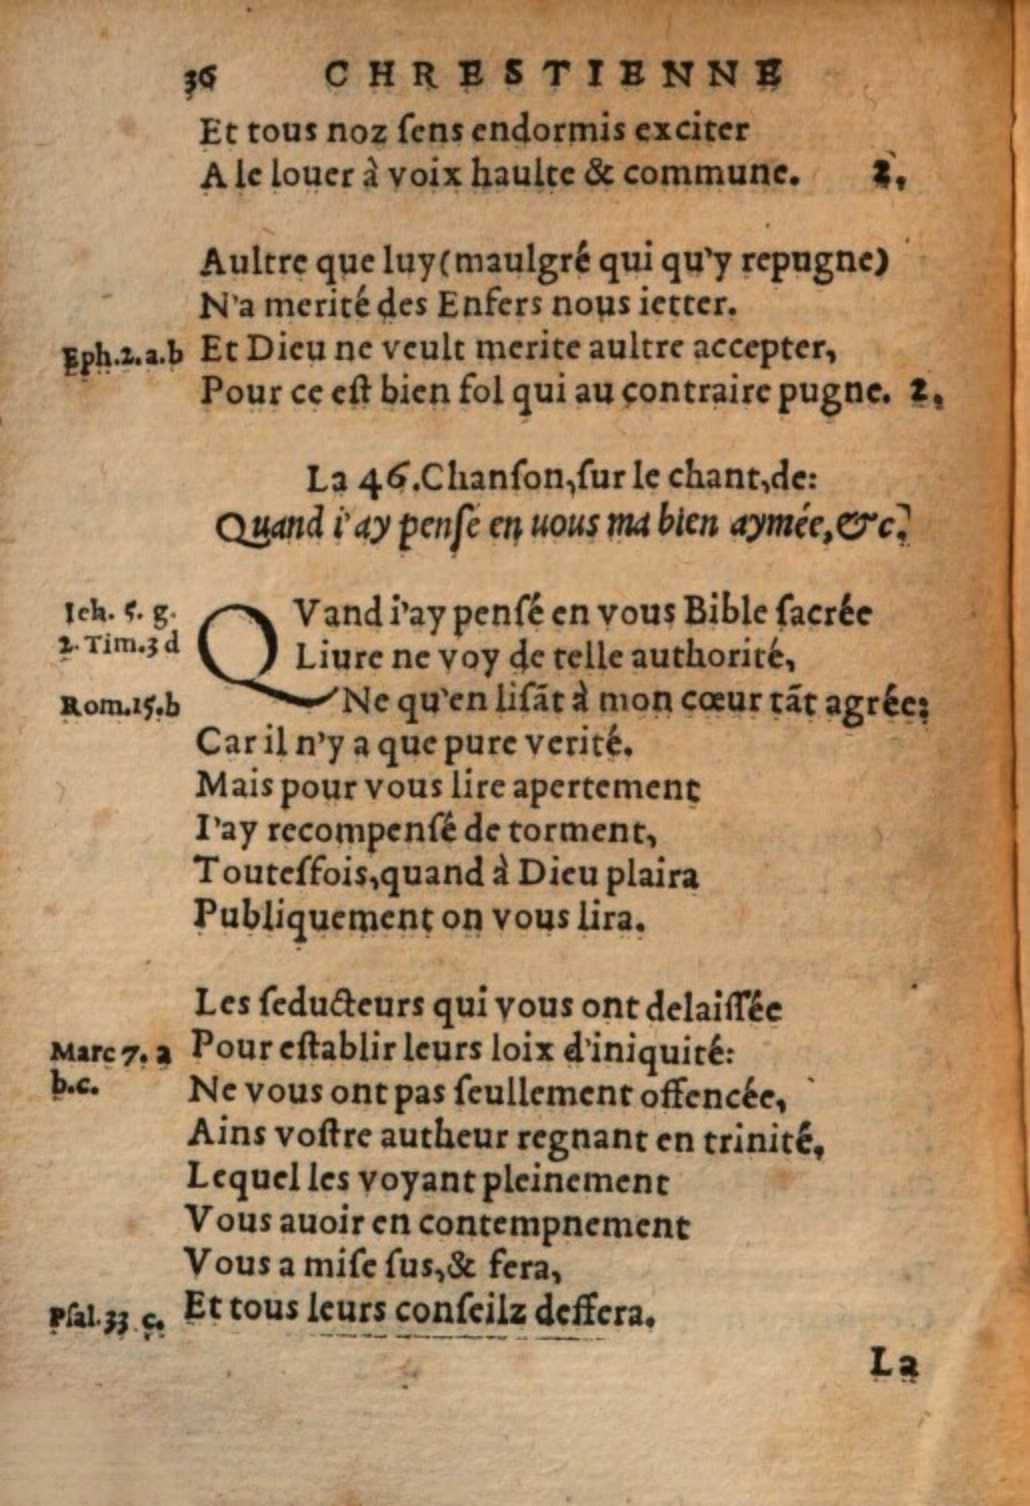 36 CHRESTIENNE
Et tous noz ſens endormis exciter
A le louer à voix haulte & commune. 2.
Aultre que luy (maulgré qui qu'y repugne)
N'a merité des Enfers nous ietter.
Eph.2.a.b Et Dieu ne veult merite aultre accepter,
Pour ce eſt bien fol qui au contraire pugne. 2.
La 46. Chanſon, ſur le chant, de:
Quand i'ay penſe en uous ma bien aymée, &c.
Ieh. 5. g.
2. Tim.3 d
QVand i'ay penſé en vous Bible ſacrée
Liure ne voy de telle authorité,
Rom.15.b Ne qu'en liſãt à mon cœur tãt agrée:
Car il n'y a que pure verité.
Mais pour vous lire apertement
I'ay recompenſé de torment,
Touteſfois, quand à Dieu plaira
Publiquement on vous lira.
Les ſeducteurs qui vous ont delaiſſée
Marc 7. a Pour eſtablir leurs loix d'iniquité:
b.c. Ne vous ont pas ſeullement offencée,
Ains voſtre autheur regnant en trinité,
Lequel les voyant pleinement
Vous auoir en contempnement
Vous a miſe ſus, & fera,
Pſal.33 c. Et tous leurs conſeilz deffera.
La